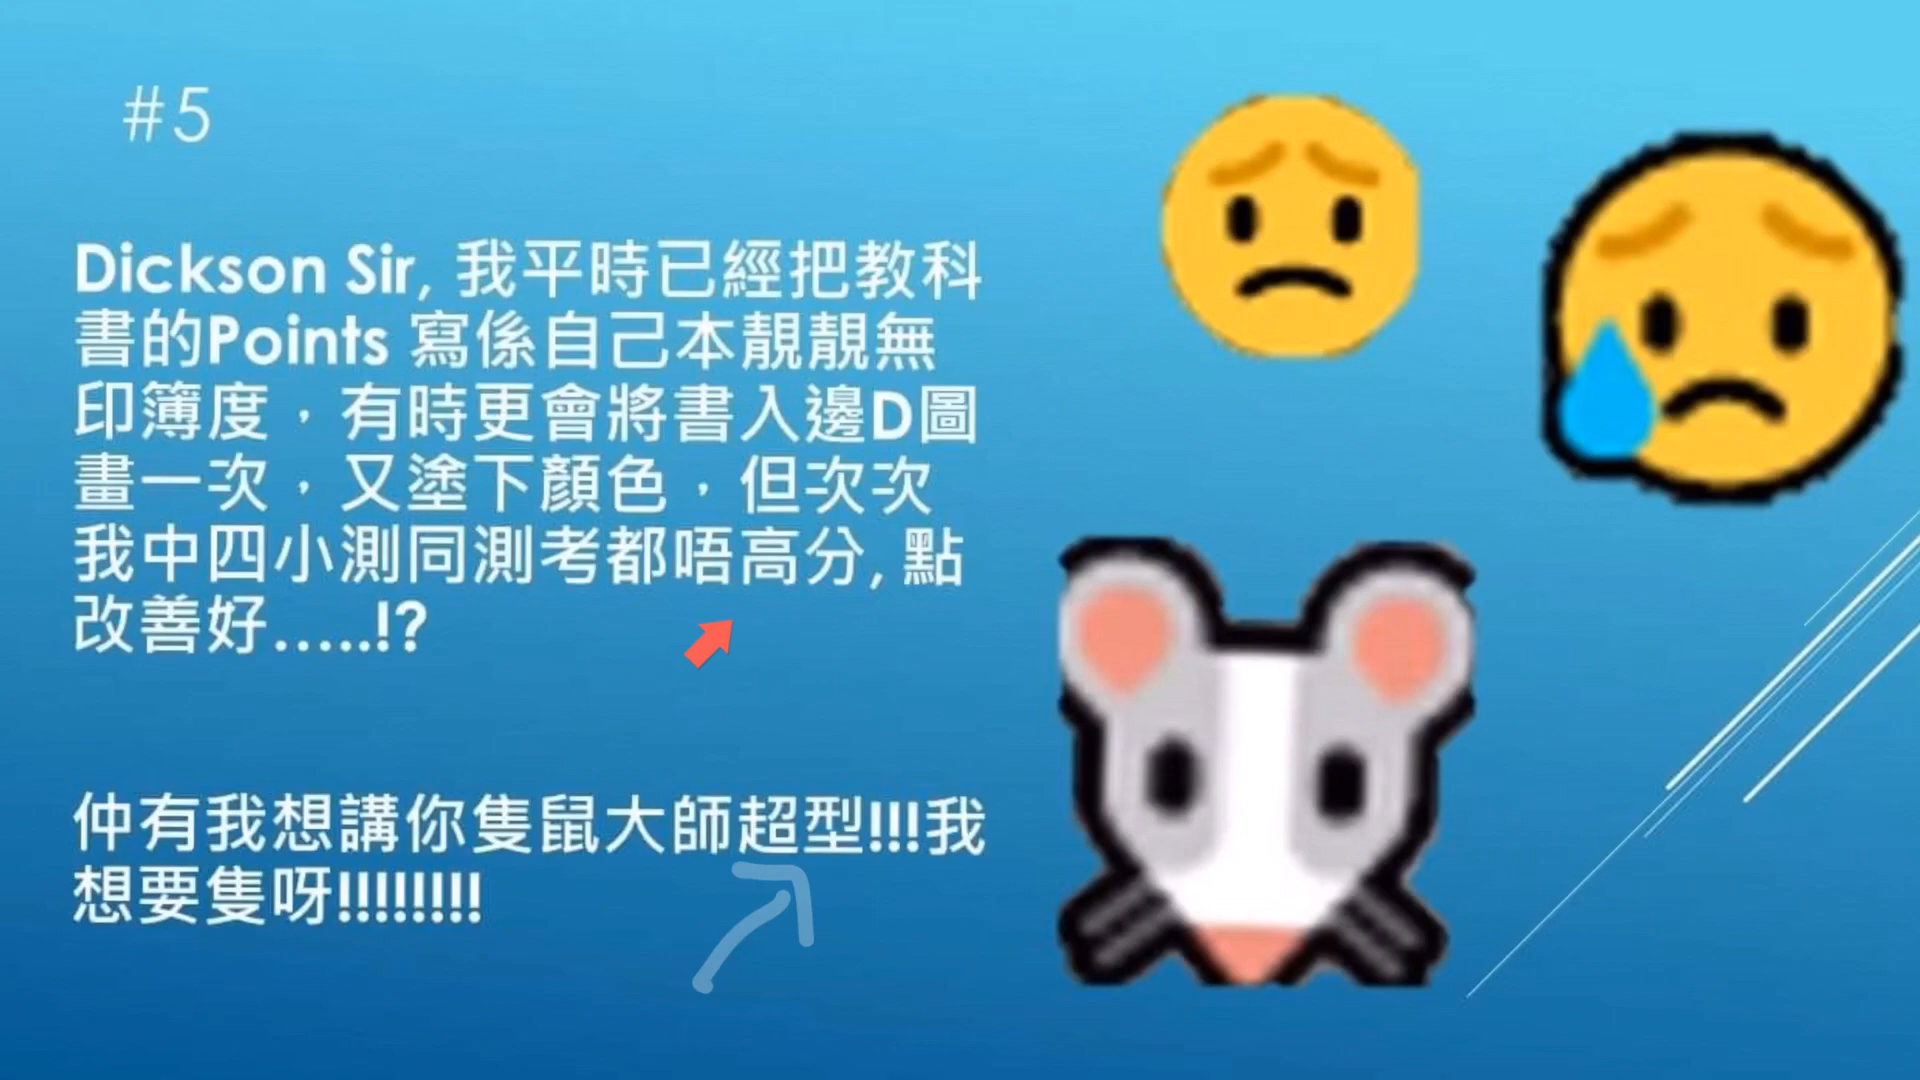 #5
Dickson Sir, 我平時已經把教科
書的Points 寫係自己本靚靚無
印簿度，有時更會將書入邊D圖
畫一次，又塗下顏色，但次次
我中四小測同測考都唔高分, 點
改善好.....!?
仲有我想講你隻鼠大師超型!!!我
想要隻呀!!!!!!!!